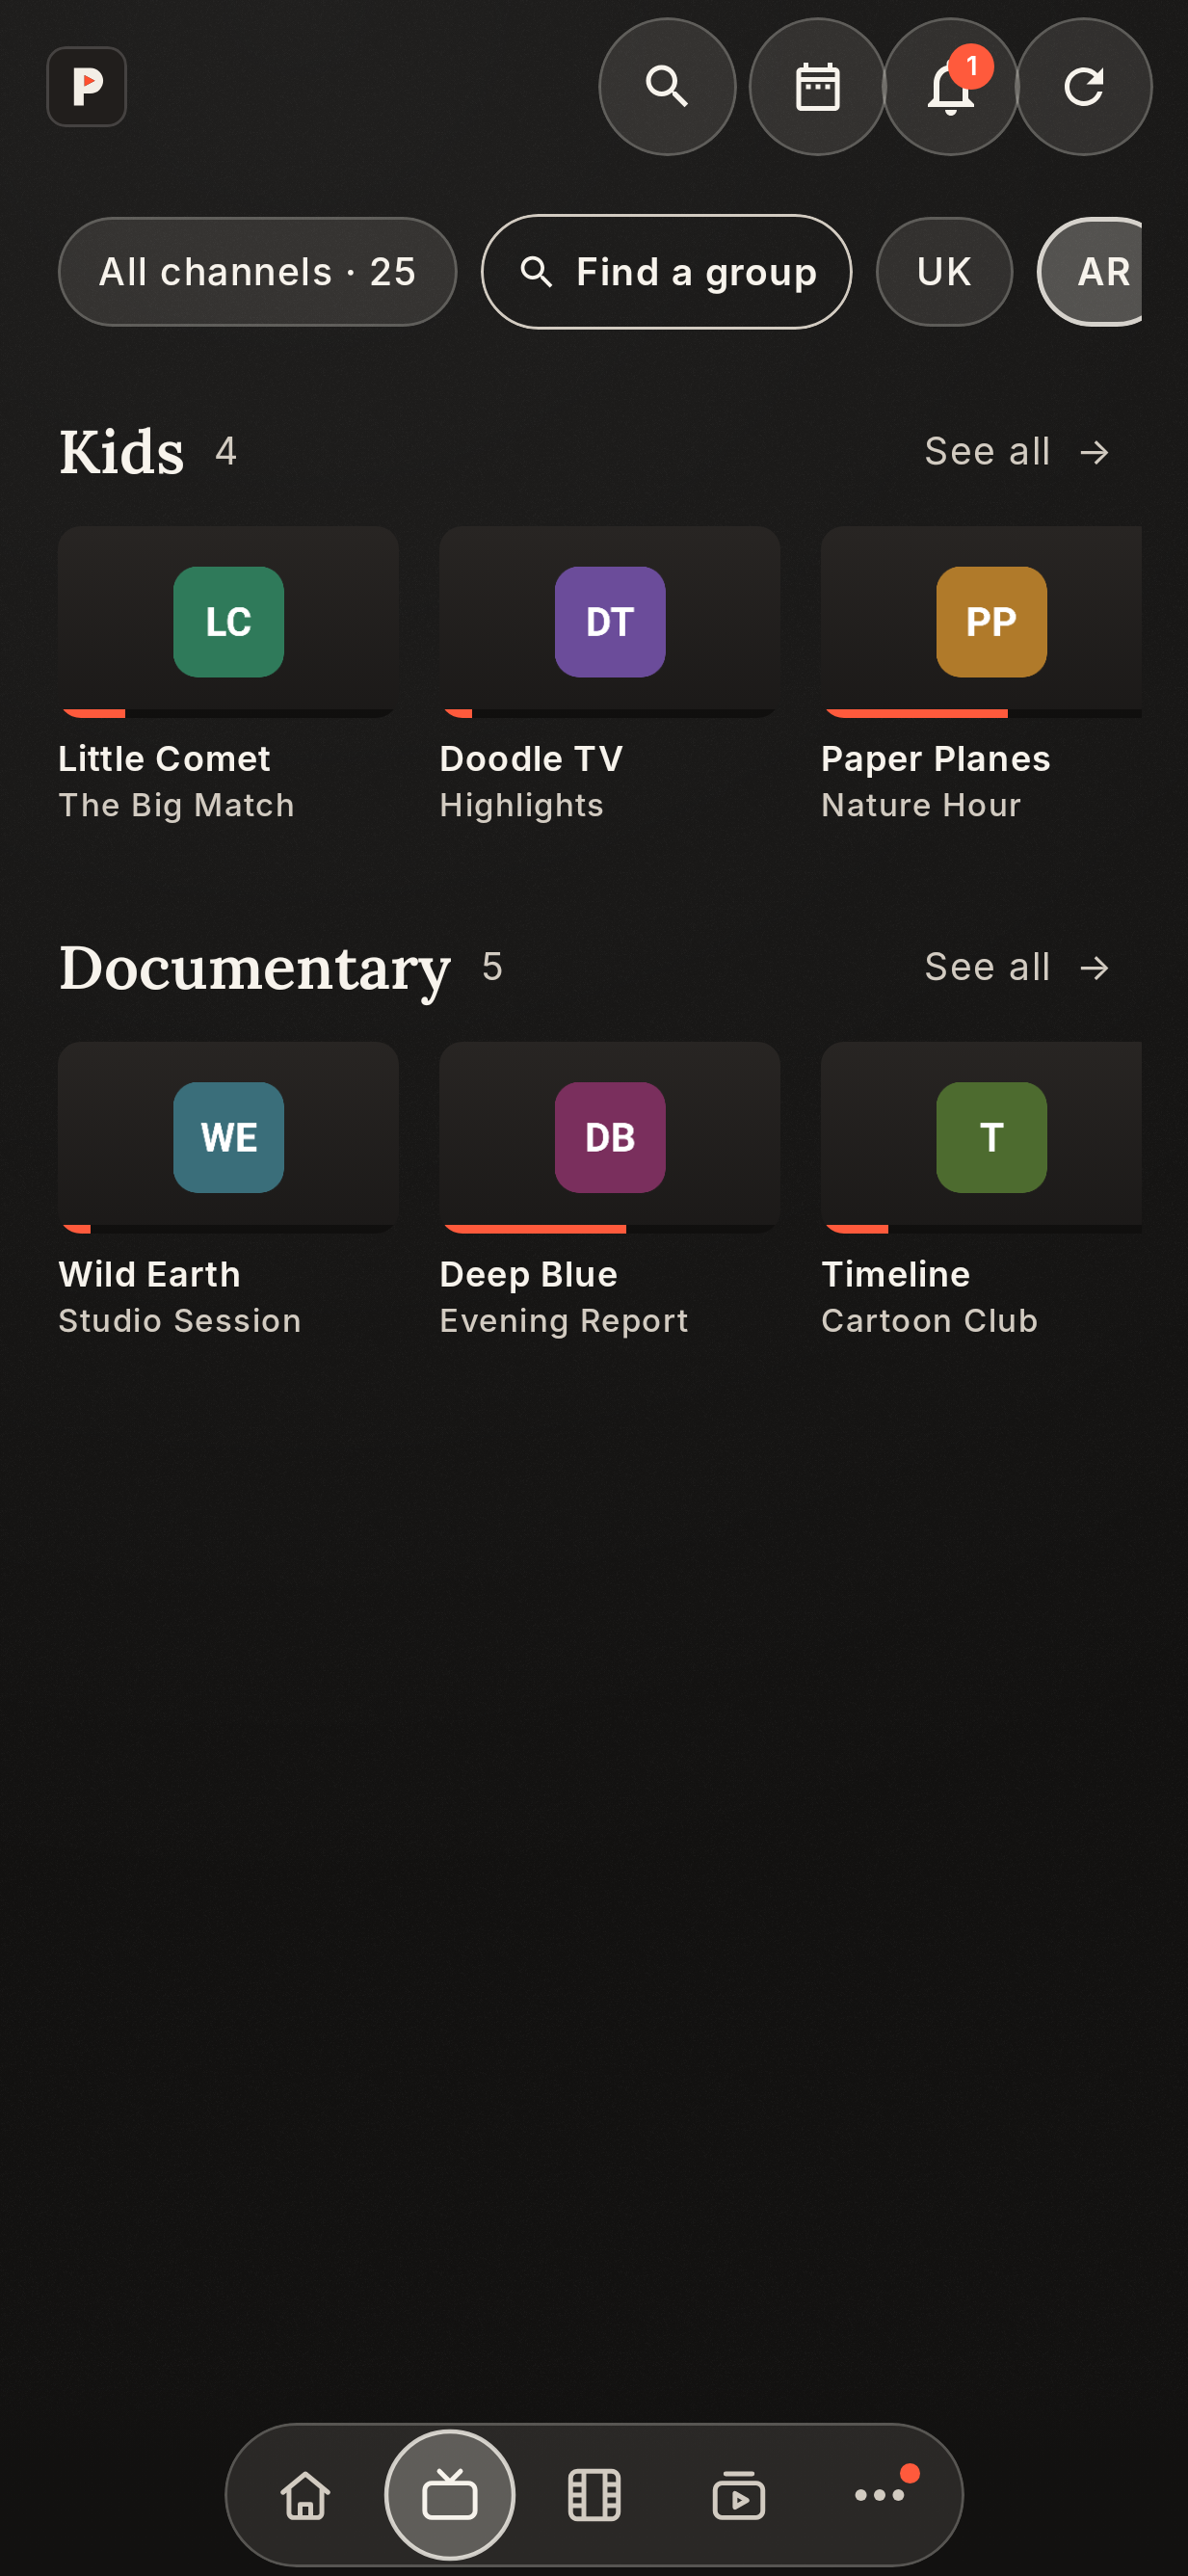 P
1
All channels · 25
Find a group
UK
AR
Kids 4
See all →
LC
DT
PP
Little Comet
Doodle TV
Paper Planes
The Big Match
Highlights
Nature Hour
Documentary 5
See all →
WE
DB
T
Wild Earth
Deep Blue
Timeline
Studio Session
Evening Report
Cartoon Club